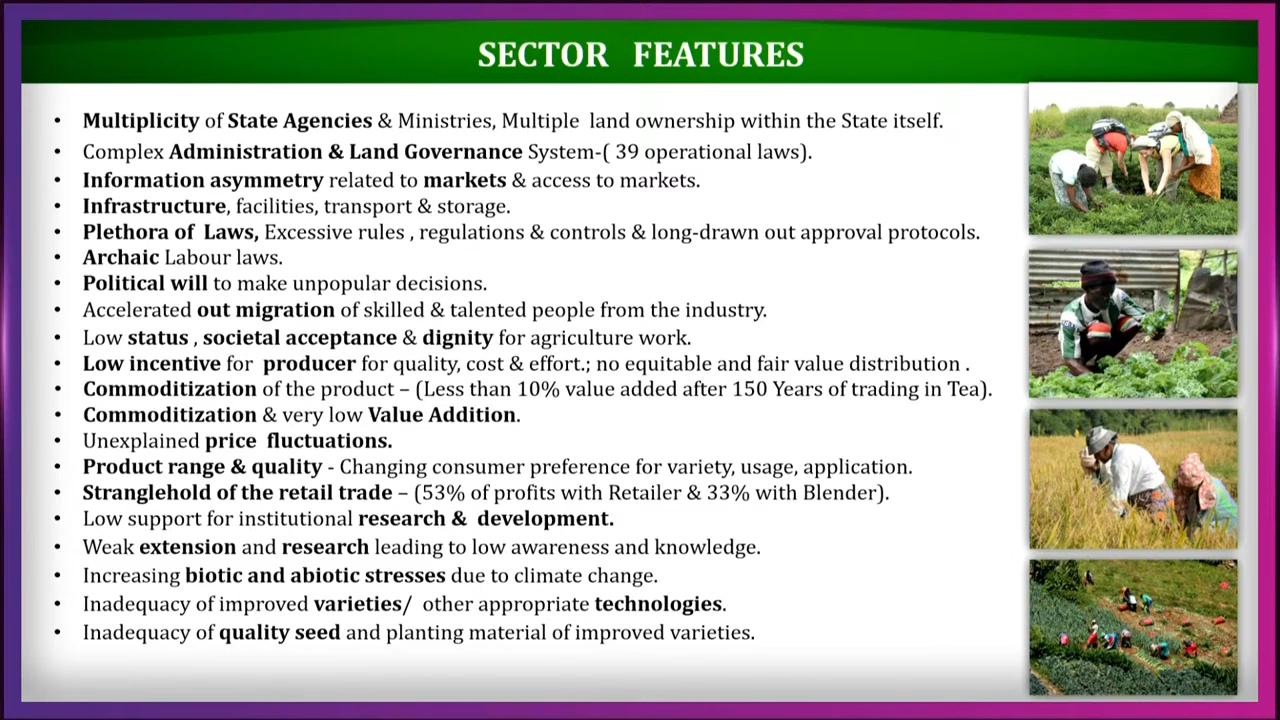 SECTOR FEATURES
• Multiplicity of State Agencies & Ministries, Multiple land ownership within the State itself.
• Complex Administration & Land Governance System-( 39 operational laws).
• Information asymmetry related to markets & access to markets.
• Infrastructure, facilities, transport & storage.
• Plethora of Laws, Excessive rules , regulations & controls & long-drawn out approval protocols.
• Archaic Labour laws.
• Political will to make unpopular decisions.
• Accelerated out migration of skilled & talented people from the industry.
• Low status , societal acceptance & dignity for agriculture work.
• Low incentive for producer for quality, cost & effort.; no equitable and fair value distribution .
• Commoditization of the product – (Less than 10% value added after 150 Years of trading in Tea).
• Commoditization & very low Value Addition.
• Unexplained price fluctuations.
• Product range & quality - Changing consumer preference for variety, usage, application.
• Stranglehold of the retail trade – (53% of profits with Retailer & 33% with Blender).
• Low support for institutional research & development.
• Weak extension and research leading to low awareness and knowledge.
• Increasing biotic and abiotic stresses due to climate change.
• Inadequacy of improved varieties/ other appropriate technologies.
• Inadequacy of quality seed and planting material of improved varieties.